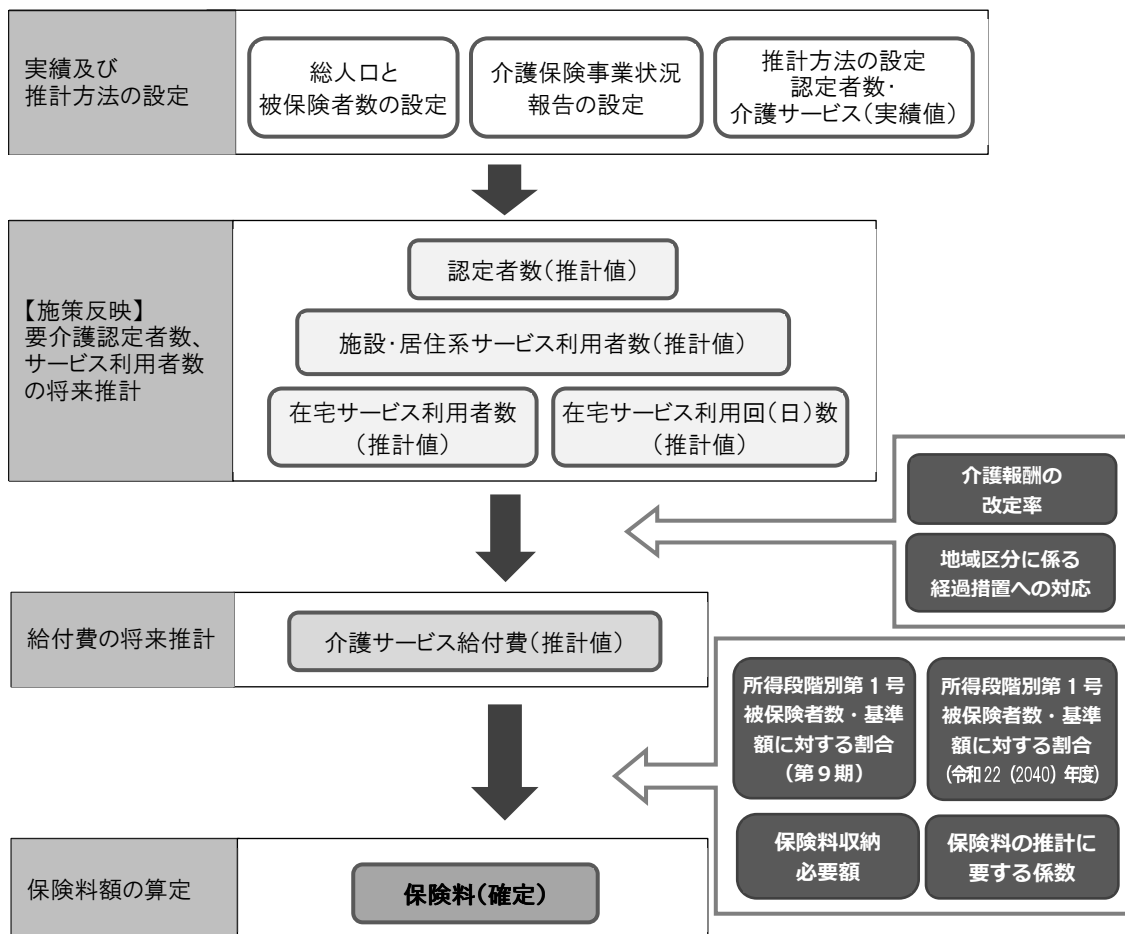 実績及び
推計方法の設定
総人口と
被保険者数の設定
介護保険事業状況
報告の設定
推計方法の設定
認定者数・
介護サービス(実績値)
【施策反映】
要介護認定者数、
サービス利用者数
の将来推計
認定者数(推計値)
施設・居住系サービス利用者数(推計値)
在宅サービス利用者数
(推計値)
在宅サービス利用回(日)数
(推計値)
介護報酬の
改定率
地域区分に係る
経過措置への対応
給付費の将来推計
介護サービス給付費(推計値)
所得段階別第1号
被保険者数・基準
額に対する割合
(第9期)
所得段階別第1号
被保険者数・基準
額に対する割合
(令和22(2040)年度)
保険料収納
必要額
保険料の推計に
要する係数
保険料額の算定
保険料(確定)